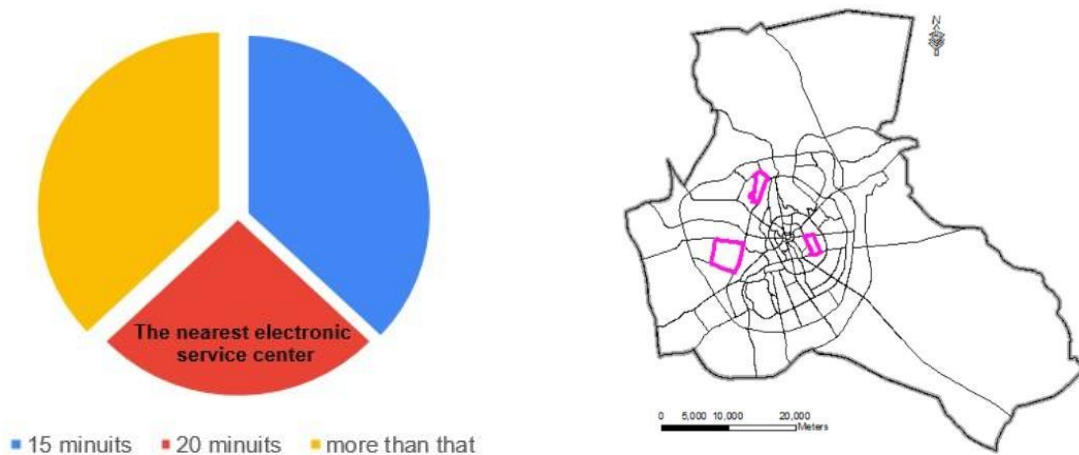 The nearest electronic
service center
15 minuits 20 minuits more than that
N
0 5,000 10,000 20,000
Meters